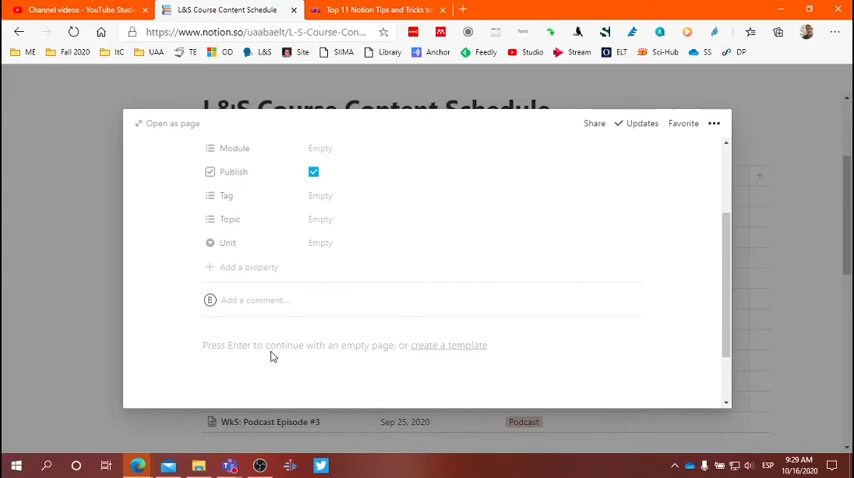 Channel videos - YouTube Studio
L&S Course Content Schedule
Top 11 Notion Tips and Tricks to
https://www.notion.so/uaabaelt/L-S-Course-Con...
ME
Fall 2020
ItC
UAA
TE
OD
L&S
Site
SIIMA
Library
Anchor
Feedly
Studio
Stream
ELT
Sci-Hub
SS
DP
L&S Course Content Schedule
Open as page
Share
Updates
Favorite
Module Empty
Publish
Tag Empty
Topic Empty
Unit Empty
Add a property
B Add a comment...
Press Enter to continue with an empty page, or create a template
Wk5: Podcast Episode #3 Sep 25, 2020 Podcast
ESP
9:29 AM
10/16/2020